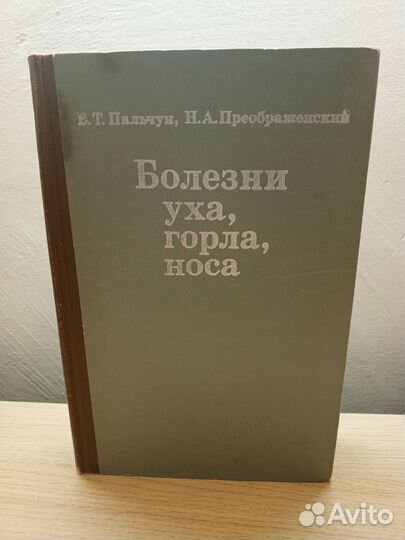 В.Т. Пальчун, Н.А. Преображенский
Болезни
уха,
горла,
носа
Avito